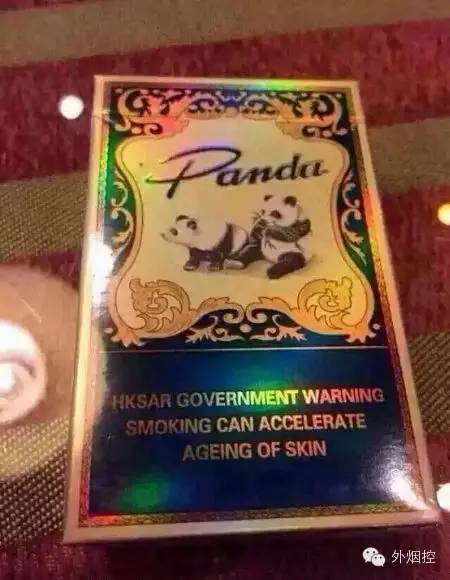 Panda
HKSAR GOVERNMENT WARNING
SMOKING CAN ACCELERATE
AGEING OF SKIN
外烟控